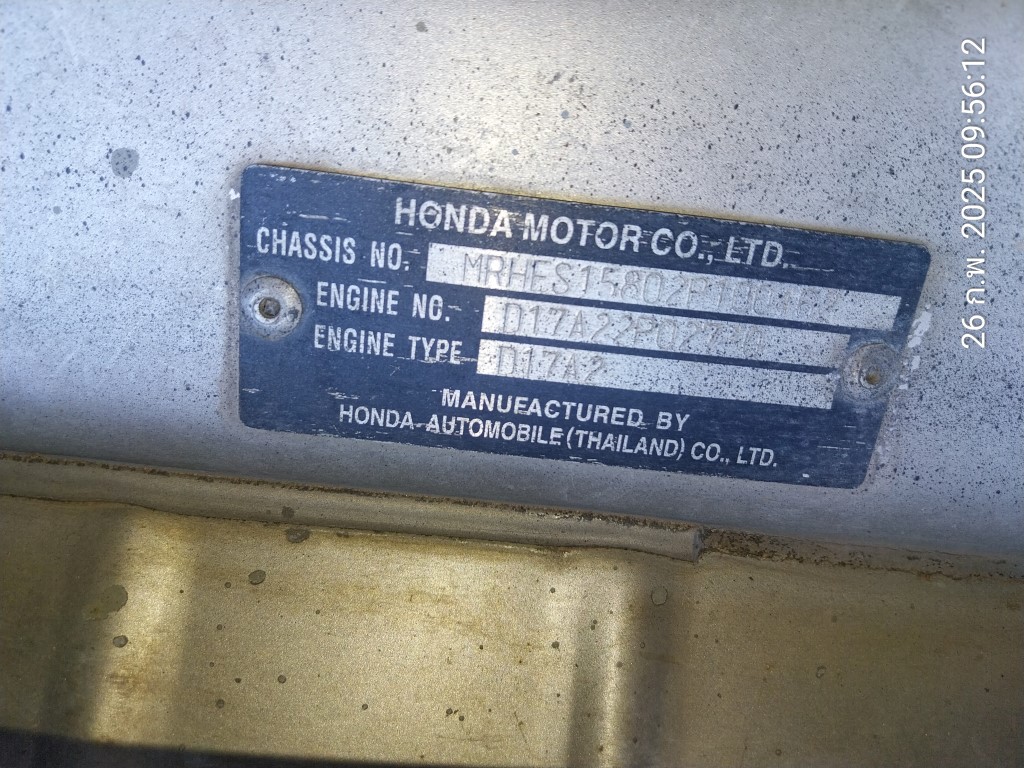 HONDA MOTOR CO., LTD.
CHASSIS NO.
ENGINE NO.
ENGINE TYPE D17A2
MANUFACTURED BY
HONDA AUTOMOBILE (THAILAND) CO., LTD.
26 ก.พ. 2025 09:56:12